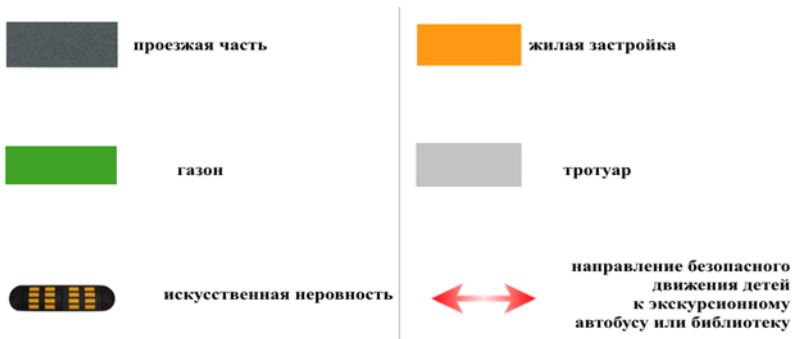 проезжая часть
жилая застройка
газон
тротуар
искусственная неровность
направление безопасного
движения детей
к экскурсионному
автобусу или библиотеку